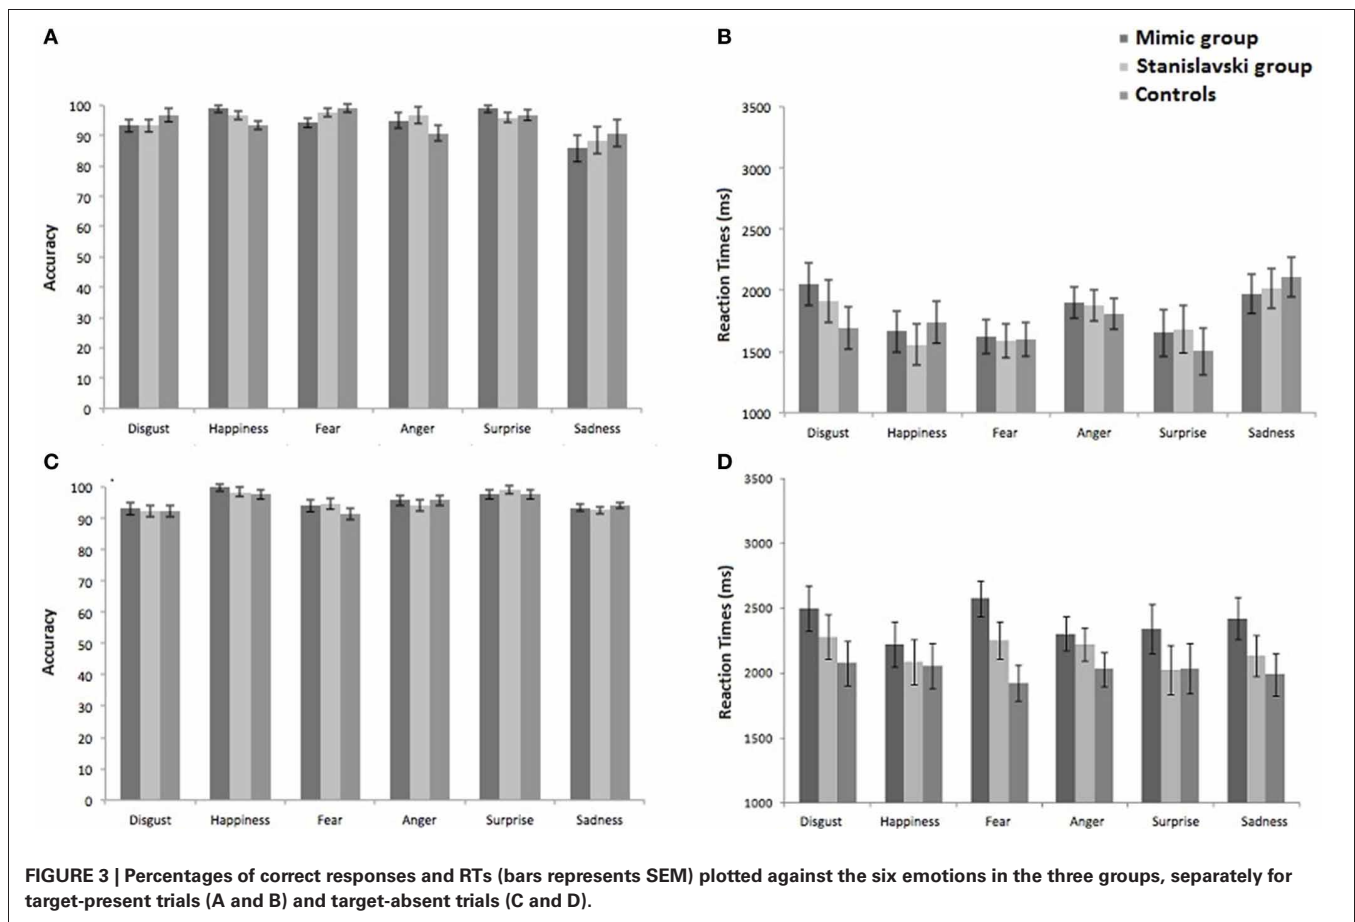 A
100
90
80
70
60
50
40
30
20
10
0
Accuracy
Disgust Happiness Fear Anger Surprise Sadness
B
Mimic group
Stanislavski group
Controls
3500
3000
2500
2000
1500
1000
Reaction Times (ms)
Disgust Happiness Fear Anger Surprise Sadness
C
100
90
80
70
60
50
40
30
20
10
0
Accuracy
Disgust Happiness Fear Anger Surprise Sadness
D
3500
3000
2500
2000
1500
1000
Reaction Times (ms)
Disgust Happiness Fear Anger Surprise Sadness
FIGURE 3 | Percentages of correct responses and RTs (bars represents SEM) plotted against the six emotions in the three groups, separately for
target-present trials (A and B) and target-absent trials (C and D).